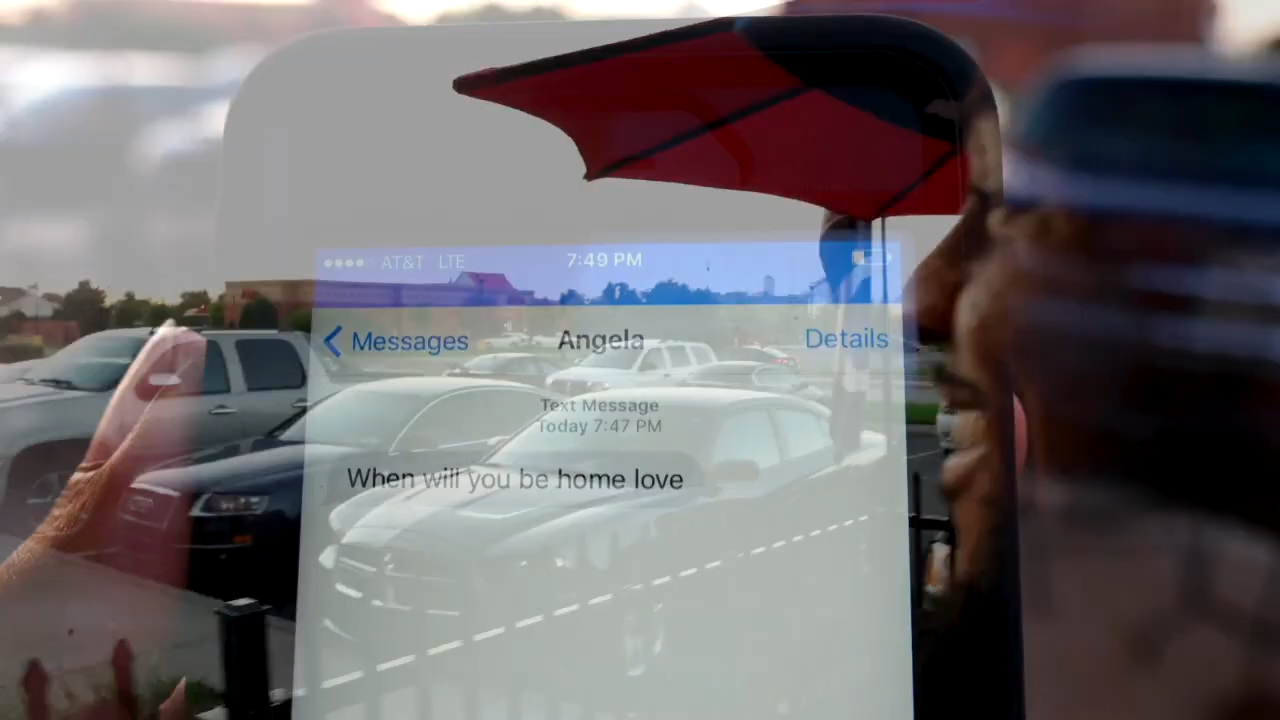 AT&T LTE 7:49 PM
Messages Angela Details
Text Message
Today 7:47 PM
When will you be home love